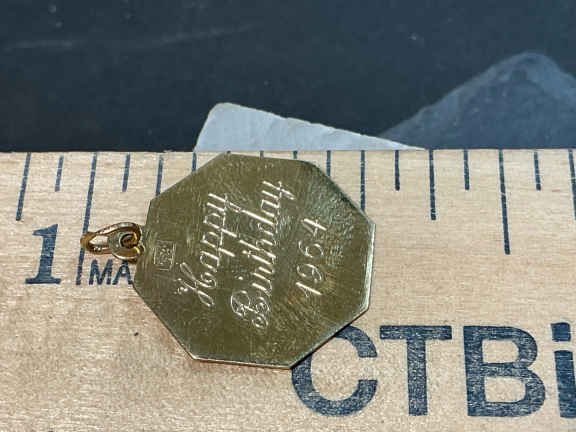 Happy
Birthday
1964
1
MA
CTBi